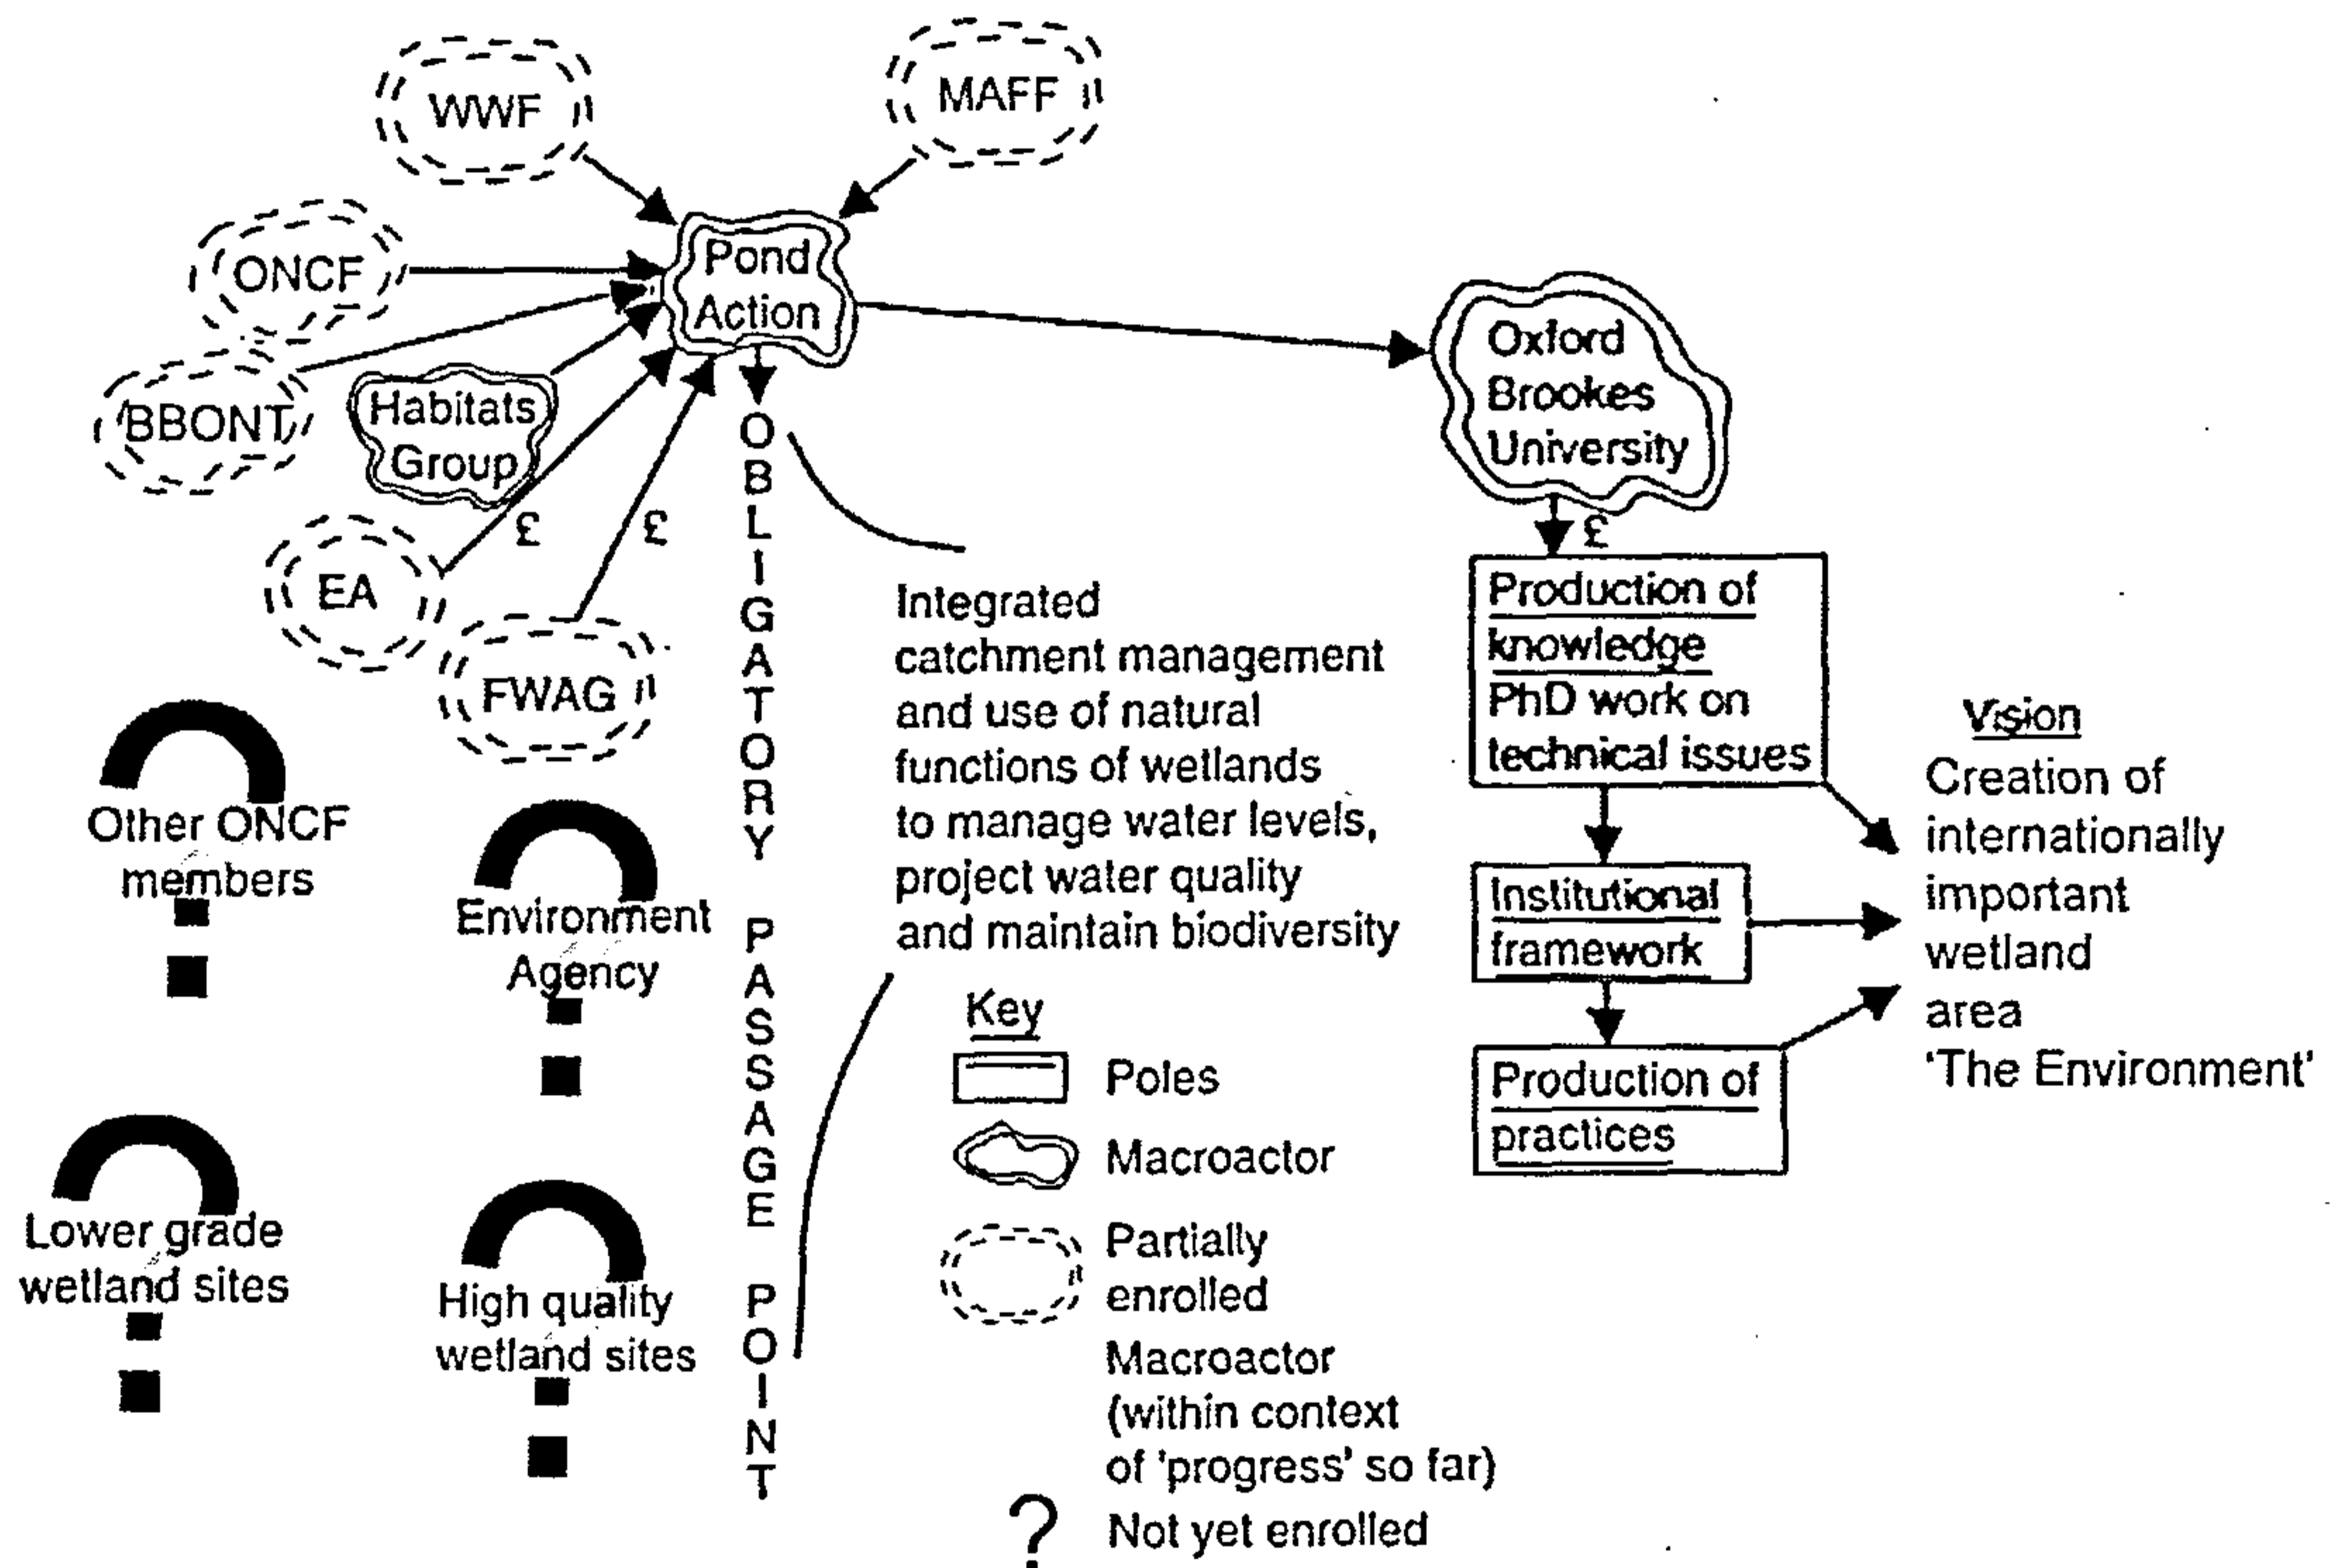 WWF
MAFF
ONCF
Pond
Action
BBONT
Habitats
Group
EA
£
£
FWAG
Oxford
Brookes
University
£
OBLIGATORY PASSAGE POINT
Integrated
catchment management
and use of natural
functions of wetlands
to manage water levels,
project water quality
and maintain biodiversity
Production of
knowledge
PhD work on
technical issues
Institutional
framework
Production of
practices
Vision
Creation of
internationally
important
wetland
area
'The Environment'
?
Other ONCF
members
?
Environment
Agency
?
Lower grade
wetland sites
?
High quality
wetland sites
Key
Poles
Macroactor
Partially
enrolled
Macroactor
(within context
of 'progress' so far)
? Not yet enrolled